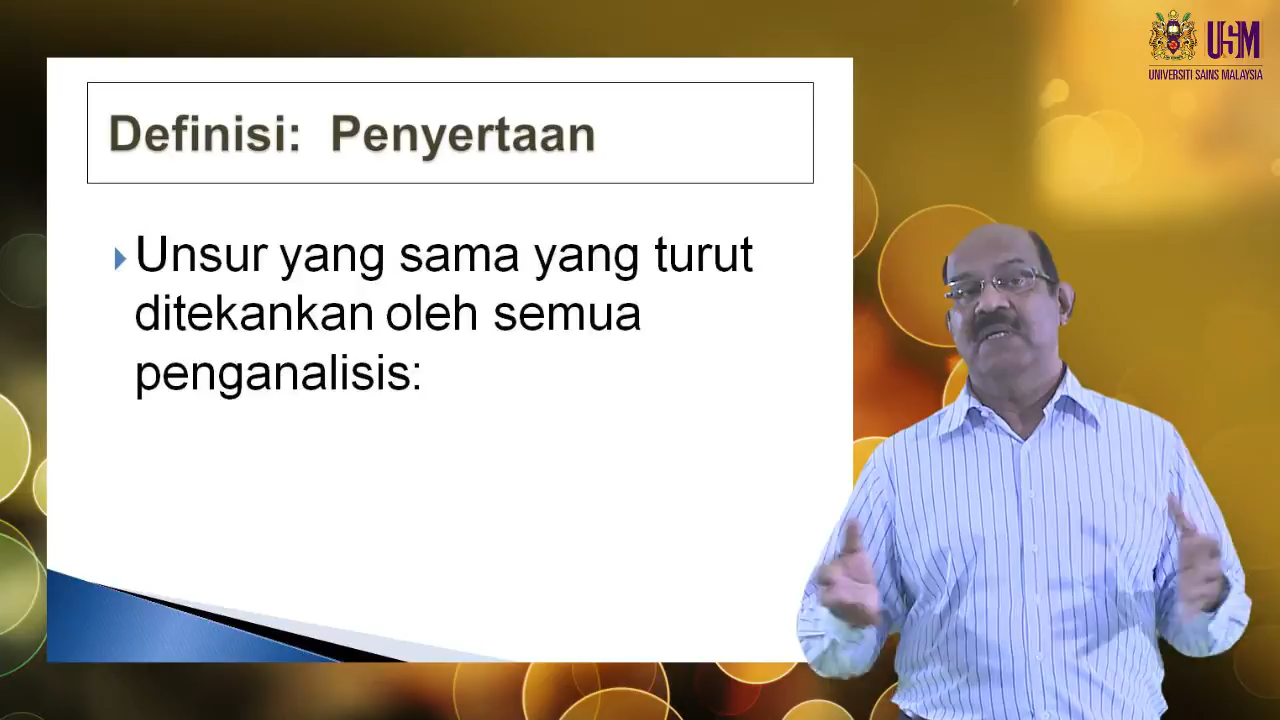 USM
UNIVERSITI SAINS MALAYSIA
Definisi: Penyertaan
Unsur yang sama yang turut
ditekankan oleh semua
penganalisis: